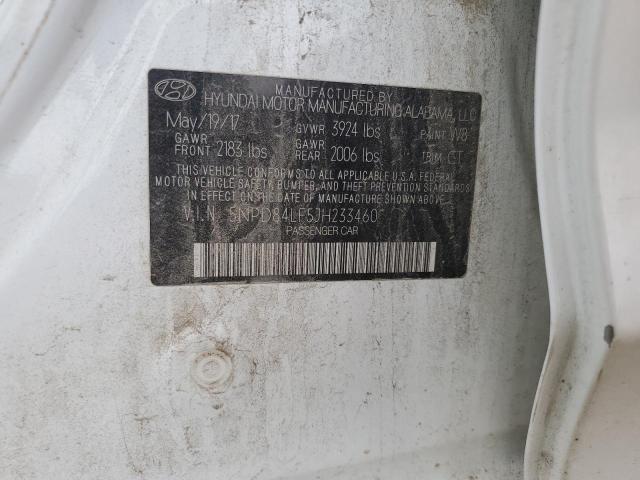 MANUFACTURED BY
HYUNDAI MOTOR MANUFACTURING ALABAMA, LLC
May/19/17 GVWR 3924 lbs PAINT WW8
GAWR FRONT 2183 lbs GAWR REAR 2006 lbs TRIM CT
THIS VEHICLE CONFORMS TO ALL APPLICABLE U.S.A. FEDERAL
MOTOR VEHICLE SAFETY, BUMPER, AND THEFT PREVENTION
STANDARDS IN EFFECT ON THE DATE OF MANUFACTURE SHOWN ABOVE.
V.I.N. 5NPD84LF5JH233460
PASSENGER CAR